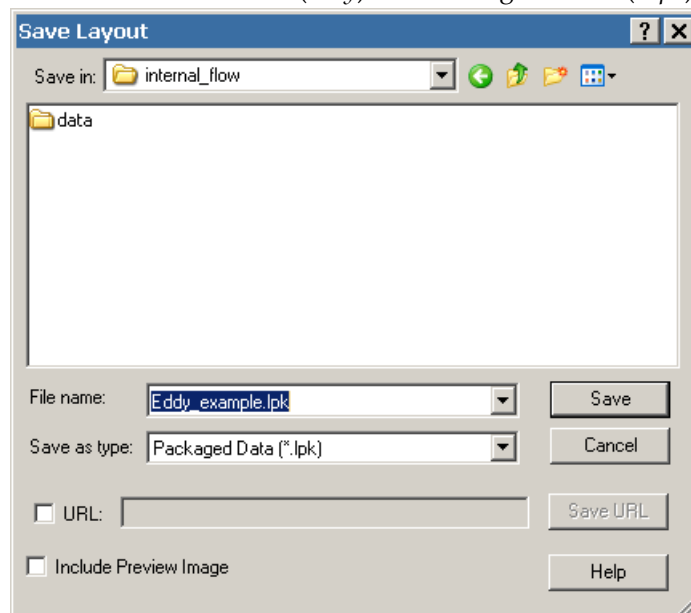 Save Layout
Save in: internal_flow
data
File name: Eddy_example.lpk Save
Save as type: Packaged Data (*.lpk) Cancel
URL: Save URL
Include Preview Image
Help